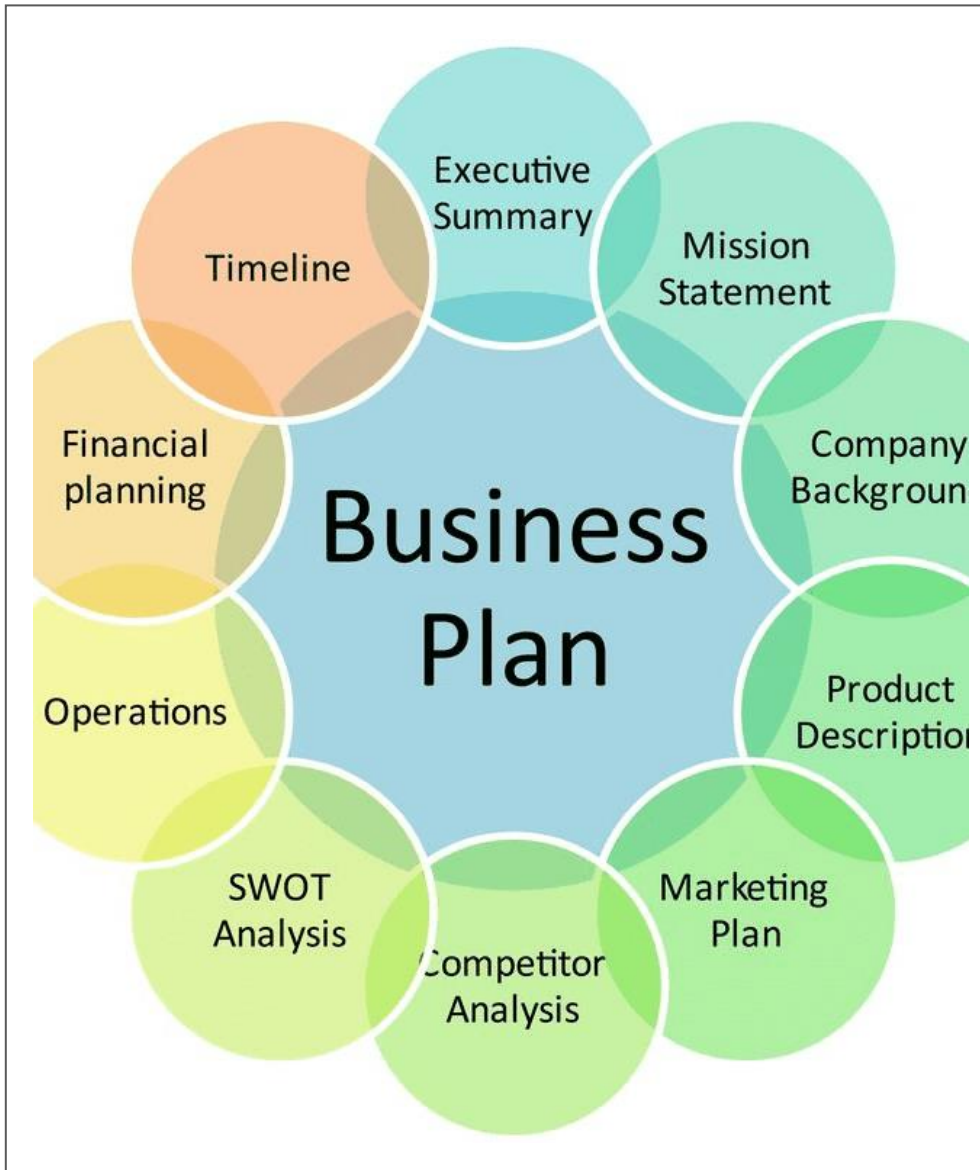 Executive
Summary
Mission
Statement
Company
Backgroun
Product
Descriptio
Marketing
Plan
Competitor
Analysis
SWOT
Analysis
Operations
Financial
planning
Timeline
Business
Plan